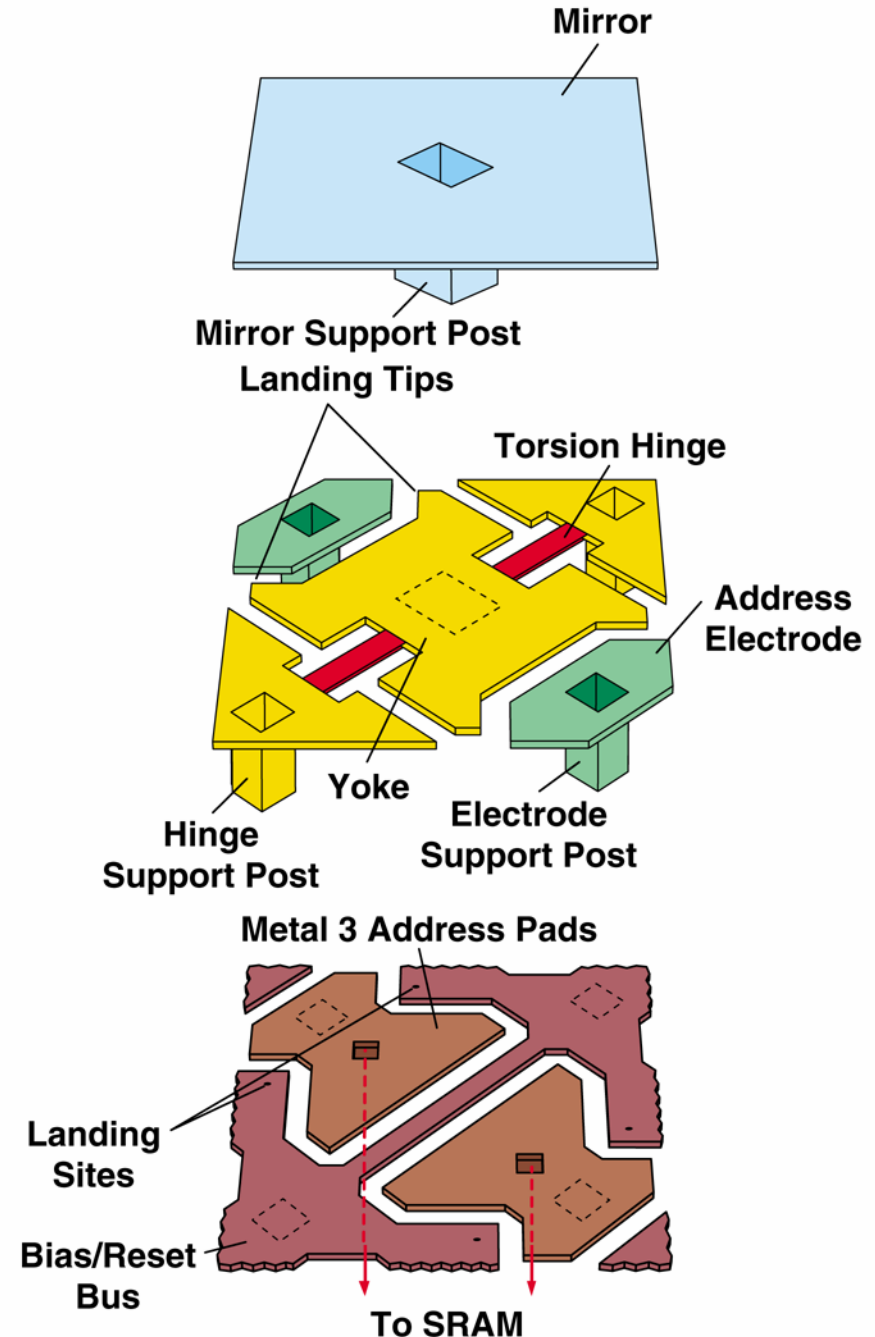 Mirror
Mirror Support Post
Landing Tips
Torsion Hinge
Address
Electrode
Yoke
Electrode
Support Post
Hinge
Support Post
Metal 3 Address Pads
Landing
Sites
Bias/Reset
Bus
To SRAM